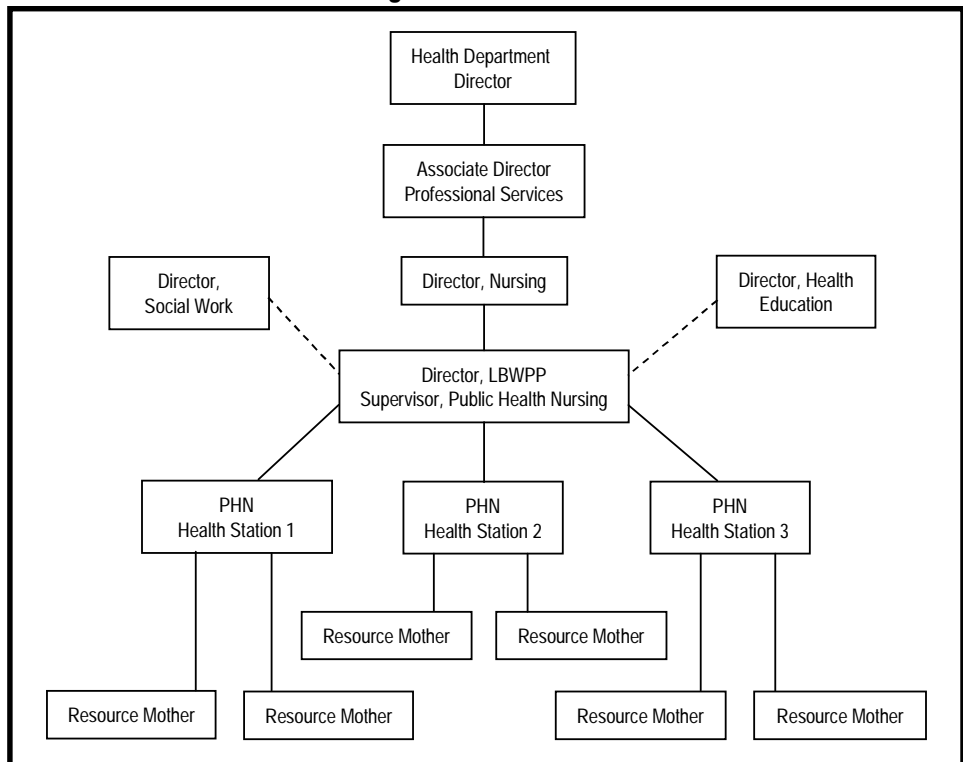 Health Department
Director
Associate Director
Professional Services
Director,
Social Work
Director, Nursing
Director, Health
Education
Director, LBWPP
Supervisor, Public Health Nursing
PHN
Health Station 1
PHN
Health Station 2
PHN
Health Station 3
Resource Mother
Resource Mother
Resource Mother
Resource Mother
Resource Mother
Resource Mother